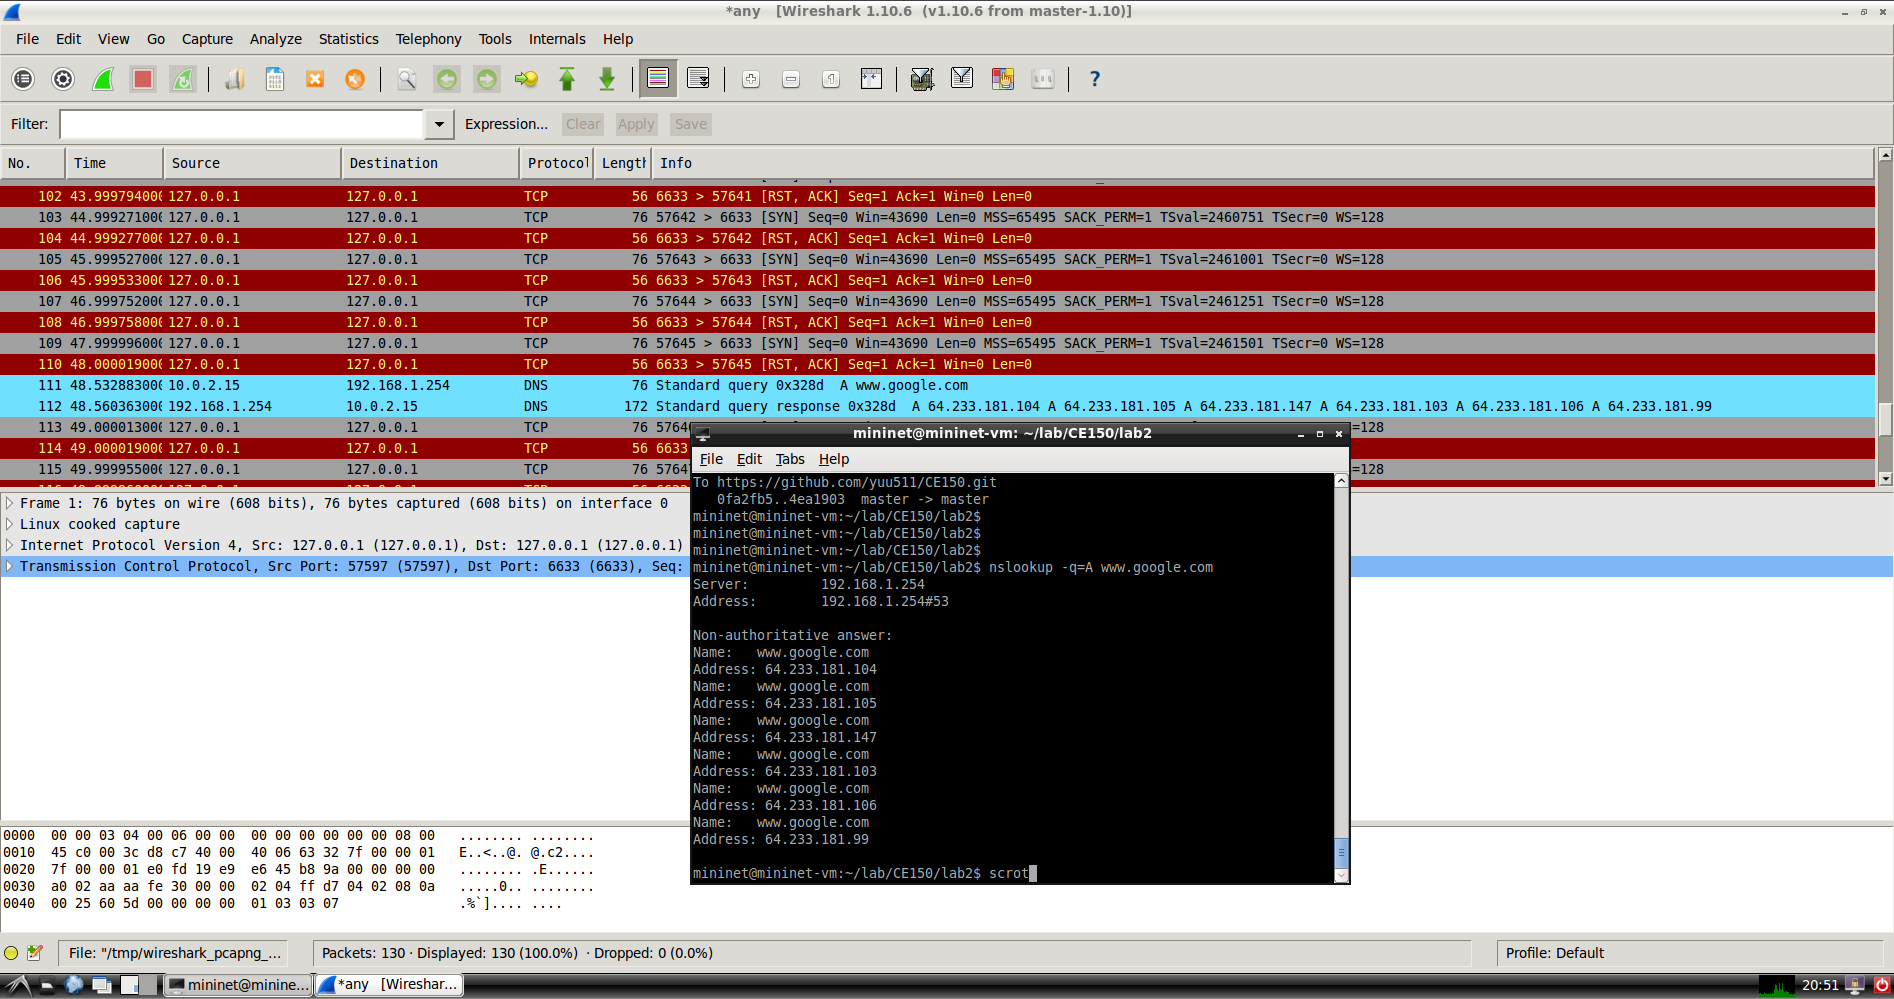 *any   [Wireshark 1.10.6  (v1.10.6 from master-1.10)]
File Edit View Go Capture Analyze Statistics Telephony Tools Internals Help
Filter: Expression... Clear Apply Save
No. Time Source Destination Protocol Length Info
102 43.999794000 127.0.0.1 127.0.0.1 TCP 56 6633 > 57641 [RST, ACK] Seq=1 Ack=1 Win=0 Len=0
103 44.999271000 127.0.0.1 127.0.0.1 TCP 76 57642 > 6633 [SYN] Seq=0 Win=43690 Len=0 MSS=65495 SACK_PERM=1 TSval=2460751 TSecr=0 WS=128
104 44.999277000 127.0.0.1 127.0.0.1 TCP 56 6633 > 57642 [RST, ACK] Seq=1 Ack=1 Win=0 Len=0
105 45.999527000 127.0.0.1 127.0.0.1 TCP 76 57643 > 6633 [SYN] Seq=0 Win=43690 Len=0 MSS=65495 SACK_PERM=1 TSval=2461001 TSecr=0 WS=128
106 45.999533000 127.0.0.1 127.0.0.1 TCP 56 6633 > 57643 [RST, ACK] Seq=1 Ack=1 Win=0 Len=0
107 46.999752000 127.0.0.1 127.0.0.1 TCP 76 57644 > 6633 [SYN] Seq=0 Win=43690 Len=0 MSS=65495 SACK_PERM=1 TSval=2461251 TSecr=0 WS=128
108 46.999758000 127.0.0.1 127.0.0.1 TCP 56 6633 > 57644 [RST, ACK] Seq=1 Ack=1 Win=0 Len=0
109 47.999996000 127.0.0.1 127.0.0.1 TCP 76 57645 > 6633 [SYN] Seq=0 Win=43690 Len=0 MSS=65495 SACK_PERM=1 TSval=2461501 TSecr=0 WS=128
110 48.000019000 127.0.0.1 127.0.0.1 TCP 56 6633 > 57645 [RST, ACK] Seq=1 Ack=1 Win=0 Len=0
111 48.532883000 10.0.2.15 192.168.1.254 DNS 76 Standard query 0x328d  A www.google.com
112 48.560363000 192.168.1.254 10.0.2.15 DNS 172 Standard query response 0x328d  A 64.233.181.104 A 64.233.181.105 A 64.233.181.147 A 64.233.181.103 A 64.233.181.106 A 64.233.181.99
113 49.000013000 127.0.0.1 127.0.0.1 TCP 76 5764 =128
114 49.000019000 127.0.0.1 127.0.0.1 TCP 56 6633
115 49.999955000 127.0.0.1 127.0.0.1 TCP 76 5764 =128
Frame 1: 76 bytes on wire (608 bits), 76 bytes captured (608 bits) on interface 0
Linux cooked capture
Internet Protocol Version 4, Src: 127.0.0.1 (127.0.0.1), Dst: 127.0.0.1 (127.0.0.1)
Transmission Control Protocol, Src Port: 57597 (57597), Dst Port: 6633 (6633), Seq:
0000  00 00 03 04 00 06 00 00  00 00 00 00 00 00 08 00   ........ ........
0010  45 c0 00 3c d8 c7 40 00  40 06 63 32 7f 00 00 01   E..<..@. @.c2....
0020  7f 00 00 01 e0 fd 19 e9  e6 45 b8 9a 00 00 00 00   ........ .E......
0030  a0 02 aa aa fe 30 00 00  02 04 ff d7 04 02 08 0a   .....0.. ........
0040  00 25 60 5d 00 00 00 00  01 03 03 07               .%`].... ....
mininet@mininet-vm: ~/lab/CE150/lab2
File Edit Tabs Help
To https://github.com/yuu511/CE150.git
   0fa2fb5..4ea1903  master -> master
mininet@mininet-vm:~/lab/CE150/lab2$
mininet@mininet-vm:~/lab/CE150/lab2$
mininet@mininet-vm:~/lab/CE150/lab2$
mininet@mininet-vm:~/lab/CE150/lab2$ nslookup -q=A www.google.com
Server:         192.168.1.254
Address:        192.168.1.254#53
Non-authoritative answer:
Name:   www.google.com
Address: 64.233.181.104
Name:   www.google.com
Address: 64.233.181.105
Name:   www.google.com
Address: 64.233.181.147
Name:   www.google.com
Address: 64.233.181.103
Name:   www.google.com
Address: 64.233.181.106
Name:   www.google.com
Address: 64.233.181.99
mininet@mininet-vm:~/lab/CE150/lab2$ scrot
File: "/tmp/wireshark_pcapng_... Packets: 130 · Displayed: 130 (100.0%)  · Dropped: 0 (0.0%) Profile: Default
mininet@minine... *any   [Wireshar... 20:51